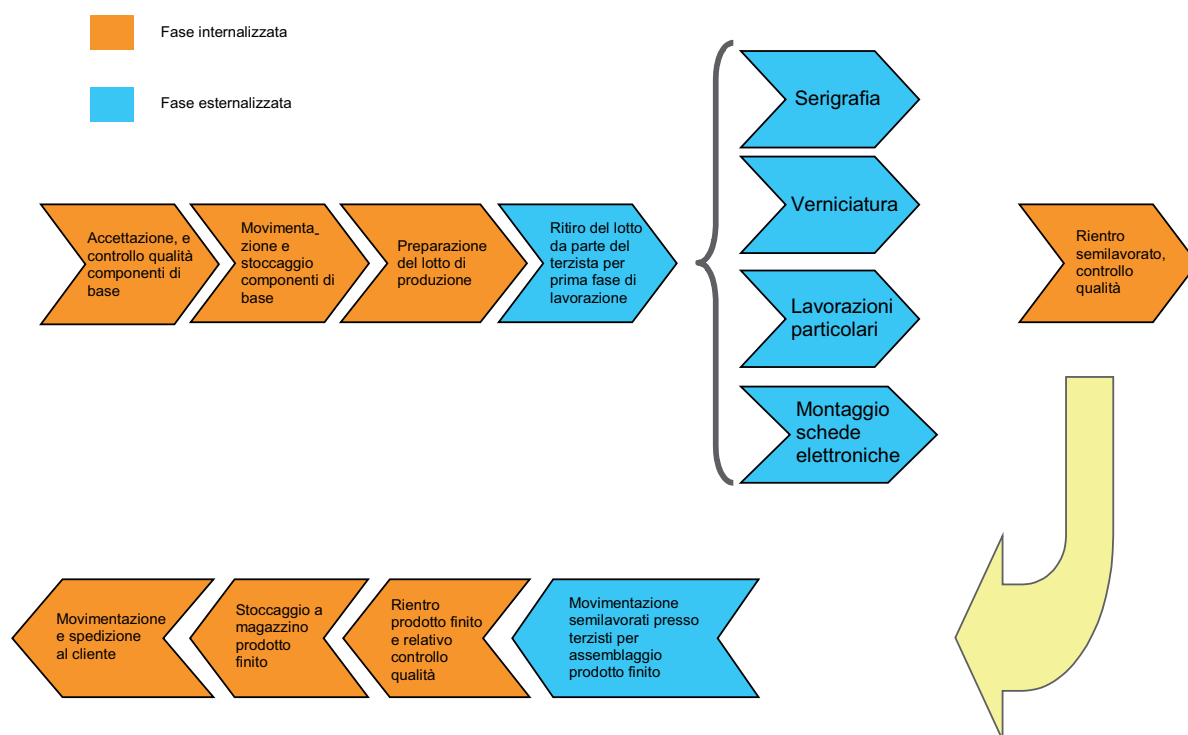 Fase internalizzata
Fase esternalizzata
Accettazione, e
controllo qualità
componenti di
base
Movimenta_
zione e
stoccaggio
componenti di
base
Preparazione
del lotto di
produzione
Ritiro del lotto
da parte del
terzista per
prima fase di
lavorazione
Serigrafia
Verniciatura
Lavorazioni
particolari
Montaggio
schede
elettroniche
Rientro
semilavorato,
controllo
qualità
Movimentazione
semilavorati presso
terzisti per
assemblaggio
prodotto finito
Rientro
prodotto finito
e relativo
controllo
qualità
Stoccaggio a
magazzino
prodotto
finito
Movimentazione
e spedizione
al cliente